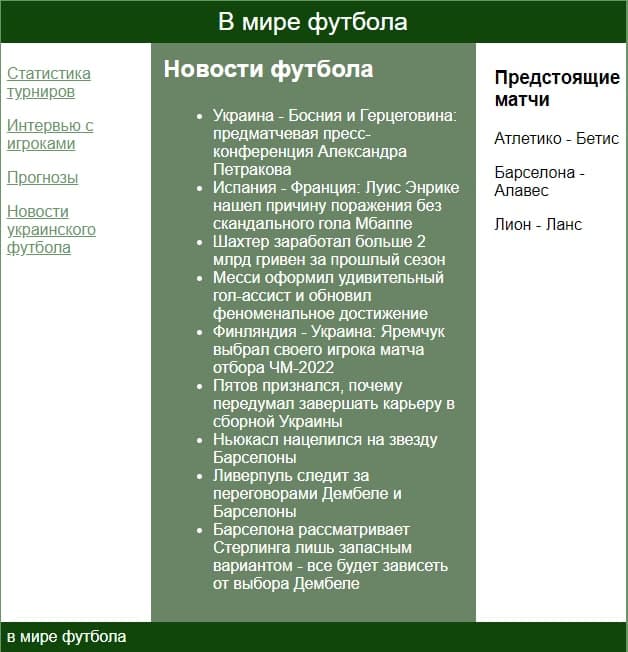 В мире футбола
Статистика
турниров
Интервью с
игроками
Прогнозы
Новости
украинского
футбола
Новости футбола
Украина - Босния и Герцеговина:
предматчевая пресс-
конференция Александра
Петракова
Испания - Франция: Луис Энрике
нашел причину поражения без
скандального гола Мбаппе
Шахтер заработал больше 2
млрд гривен за прошлый сезон
Месси оформил удивительный
гол-ассист и обновил
феноменальное достижение
Финляндия - Украина: Яремчук
выбрал своего игрока матча
отбора ЧМ-2022
Пятов признался, почему
передумал завершать карьеру в
сборной Украины
Ньюкасл нацелился на звезду
Барселоны
Ливерпуль следит за
переговорами Дембеле и
Барселоны
Барселона рассматривает
Стерлинга лишь запасным
вариантом - все будет зависеть
от выбора Дембеле
Предстоящие
матчи
Атлетико - Бетис
Барселона -
Алавес
Лион - Ланс
в мире футбола